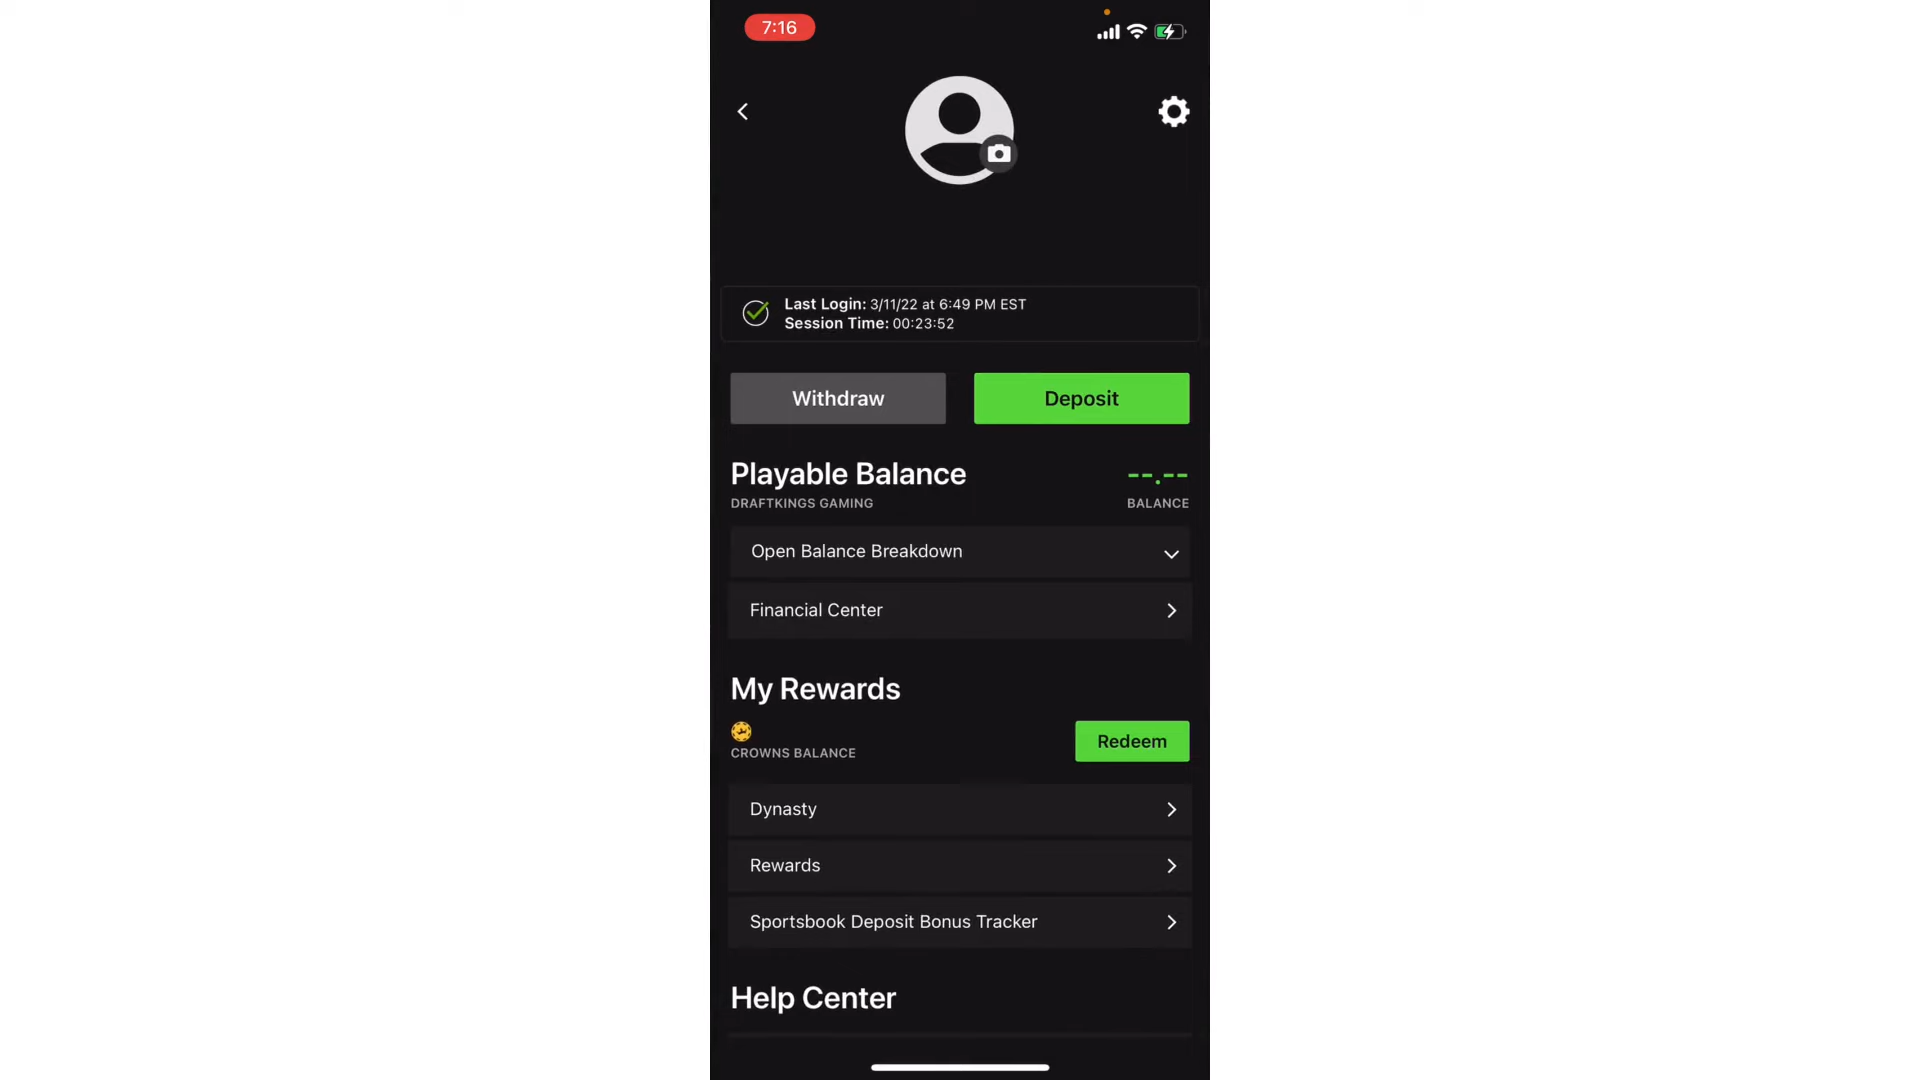 7:16
Last Login: 3/11/22 at 6:49 PM EST
Session Time: 00:23:52
Withdraw
Deposit
Playable Balance
--.--
DRAFTKINGS GAMING
BALANCE
Open Balance Breakdown
Financial Center
My Rewards
CROWNS BALANCE
Redeem
Dynasty
Rewards
Sportsbook Deposit Bonus Tracker
Help Center